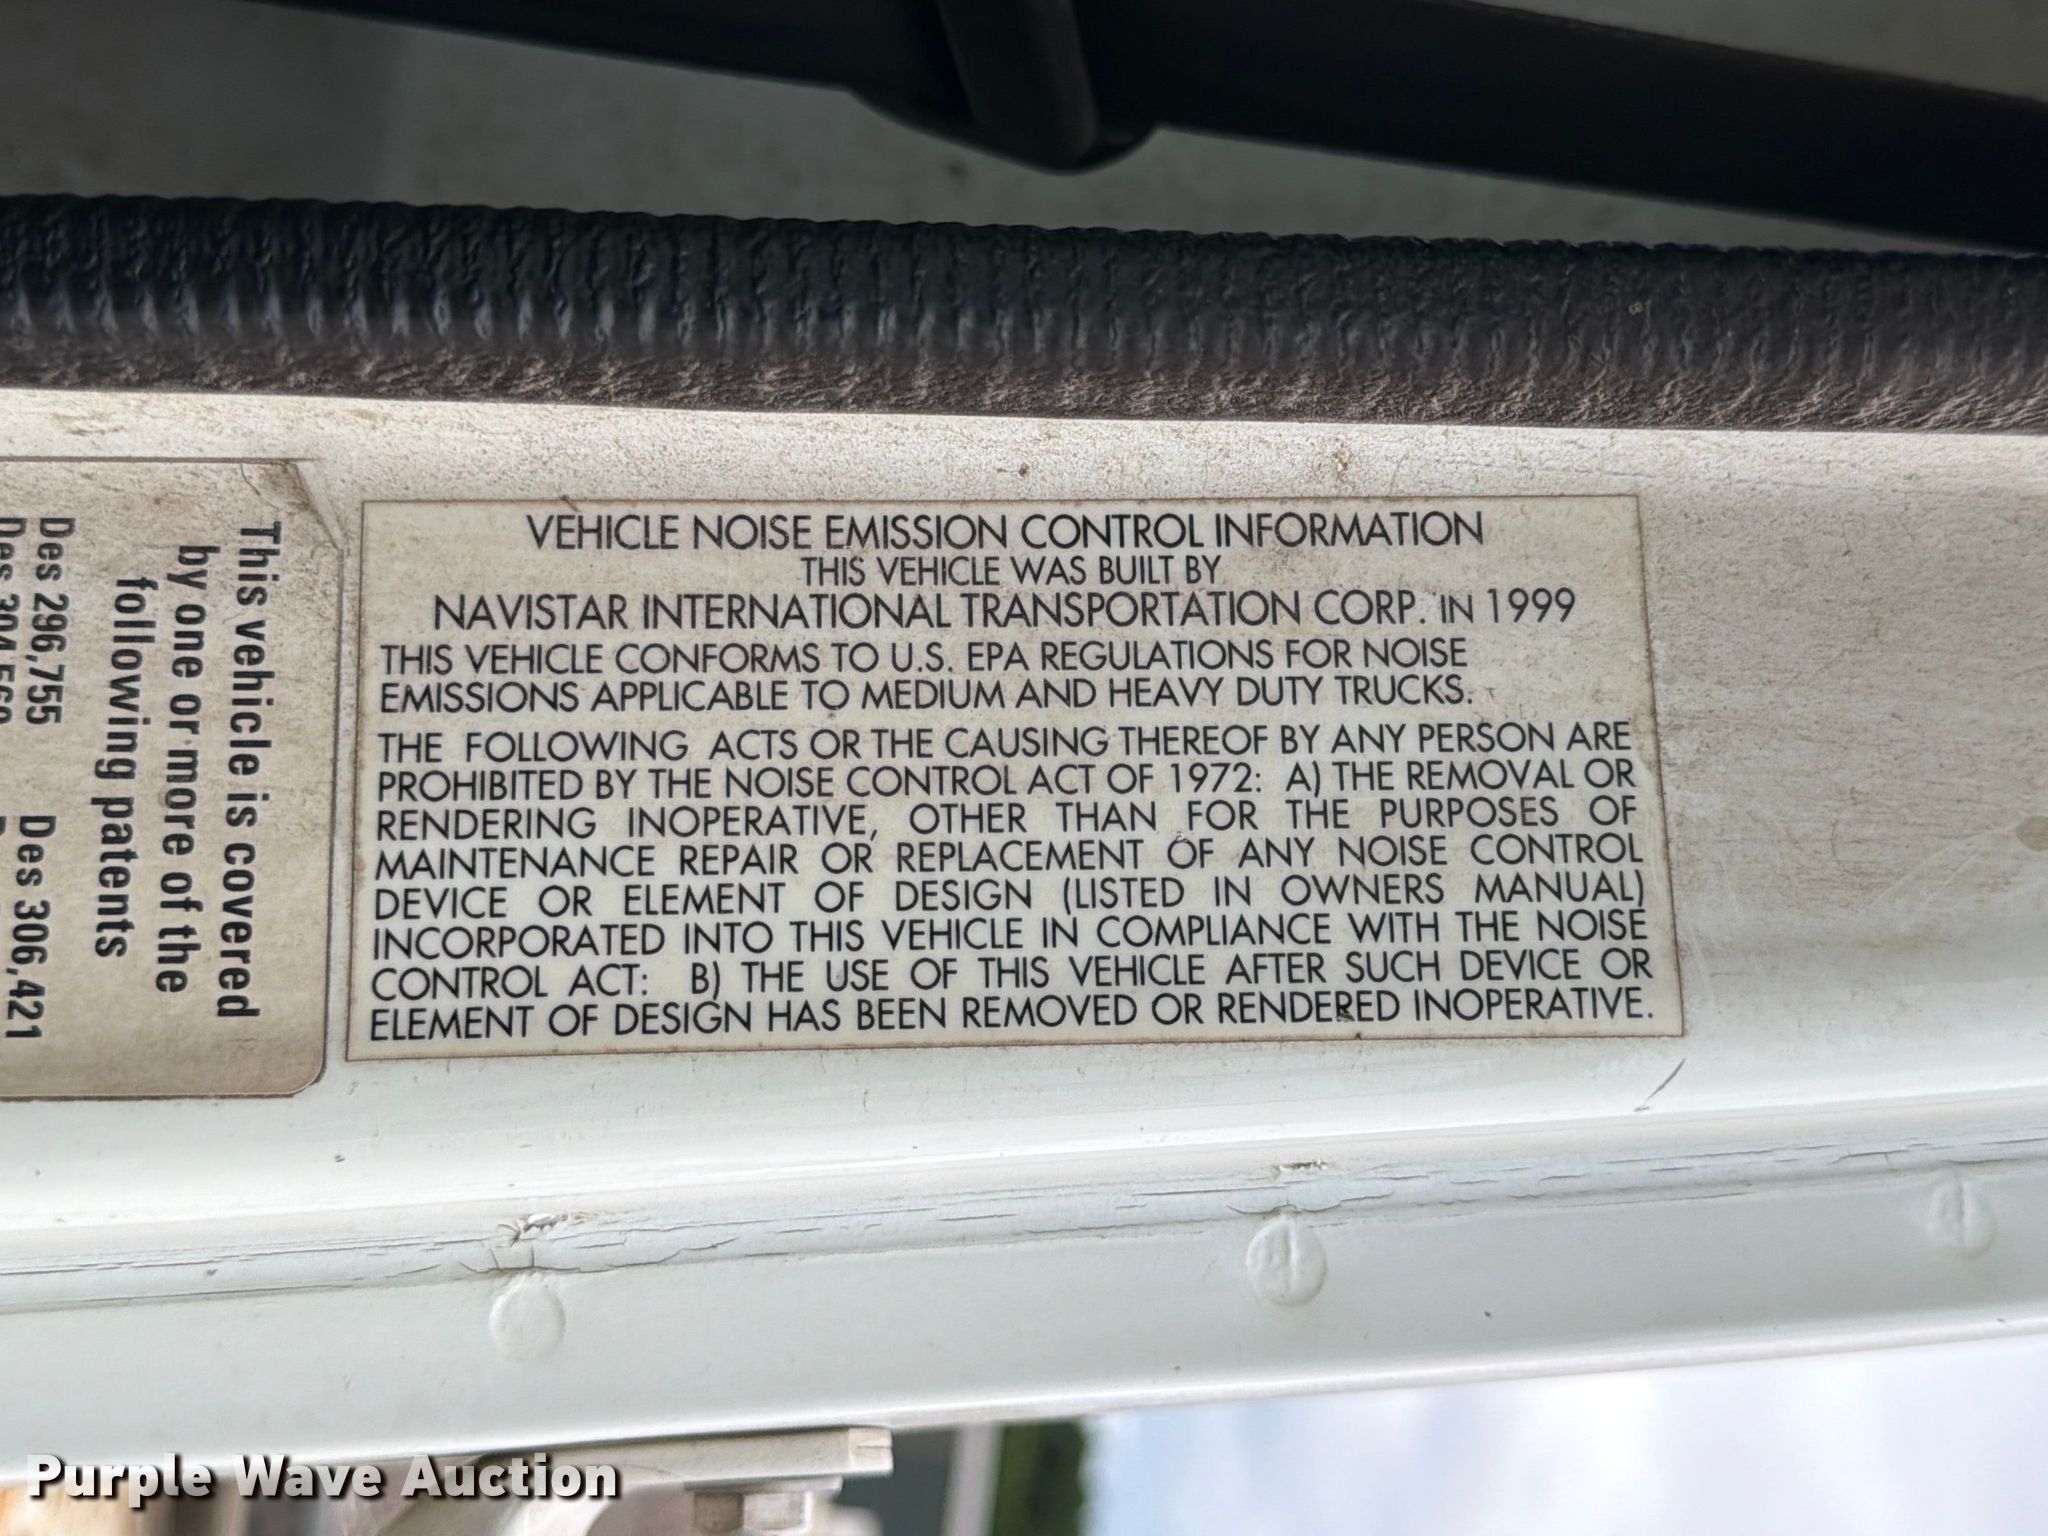 VEHICLE NOISE EMISSION CONTROL INFORMATION
THIS VEHICLE WAS BUILT BY
NAVISTAR INTERNATIONAL TRANSPORTATION CORP. IN 1999
THIS VEHICLE CONFORMS TO U.S. EPA REGULATIONS FOR NOISE
EMISSIONS APPLICABLE TO MEDIUM AND HEAVY DUTY TRUCKS.
THE FOLLOWING ACTS OR THE CAUSING THEREOF BY ANY PERSON ARE
PROHIBITED BY THE NOISE CONTROL ACT OF 1972: A) THE REMOVAL OR
RENDERING INOPERATIVE, OTHER THAN FOR THE PURPOSES OF
MAINTENANCE REPAIR OR REPLACEMENT OF ANY NOISE CONTROL
DEVICE OR ELEMENT OF DESIGN (LISTED IN OWNERS MANUAL)
INCORPORATED INTO THIS VEHICLE IN COMPLIANCE WITH THE NOISE
CONTROL ACT: B) THE USE OF THIS VEHICLE AFTER SUCH DEVICE OR
ELEMENT OF DESIGN HAS BEEN REMOVED OR RENDERED INOPERATIVE.
This vehicle is covered
by one or more of the
following patents
Des 296,755 Des 306,421
Des
Purple Wave Auction